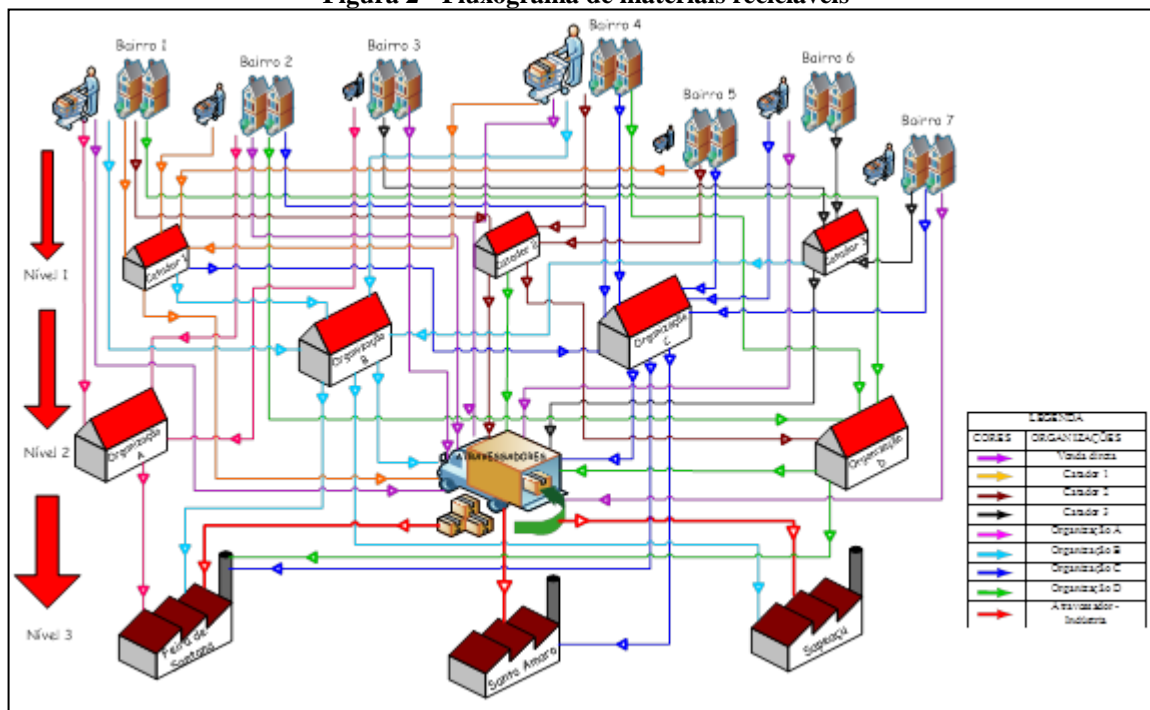 Figura 2 - Fluxograma de materiais recicláveis
Bairro 1
Bairro 2
Bairro 3
Bairro 4
Bairro 5
Bairro 6
Bairro 7
Nível 1
Catador 1
Catador 2
Catador 3
Organização B
Organização C
Nível 2
Organização A
ATRAVESSADORES
Organização D
Nível 3
Feira de Santana
Santo Amaro
Sapeaçú
LEGENDA
CORES ORGANIZAÇÕES
Venda direta
Catador 1
Catador 2
Catador 3
Organização A
Organização B
Organização C
Organização D
Atravessador -
Indústria